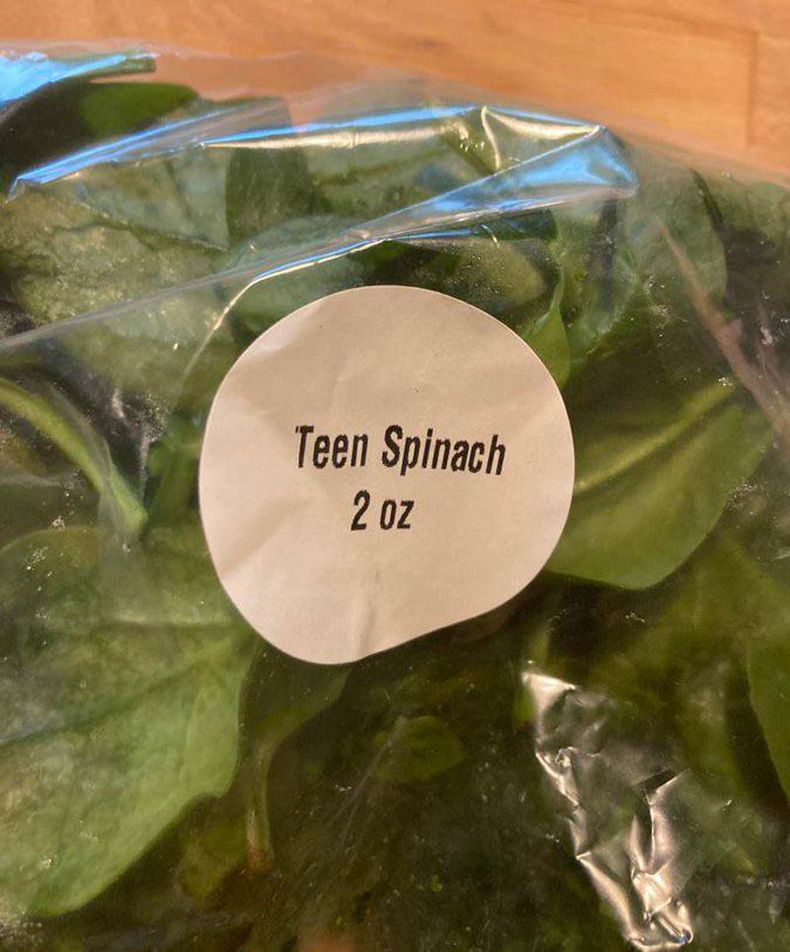 Teen Spinach
2 oz